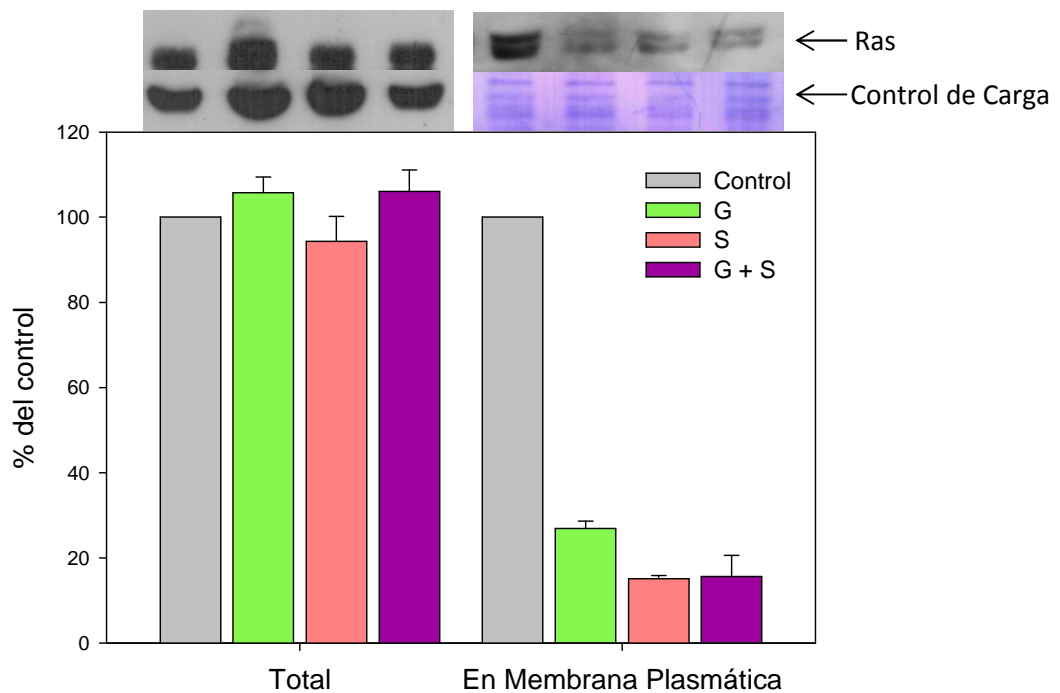 Ras
Control de Carga
% del control
120
100
80
60
40
20
0
Control
G
S
G + S
Total
En Membrana Plasmática